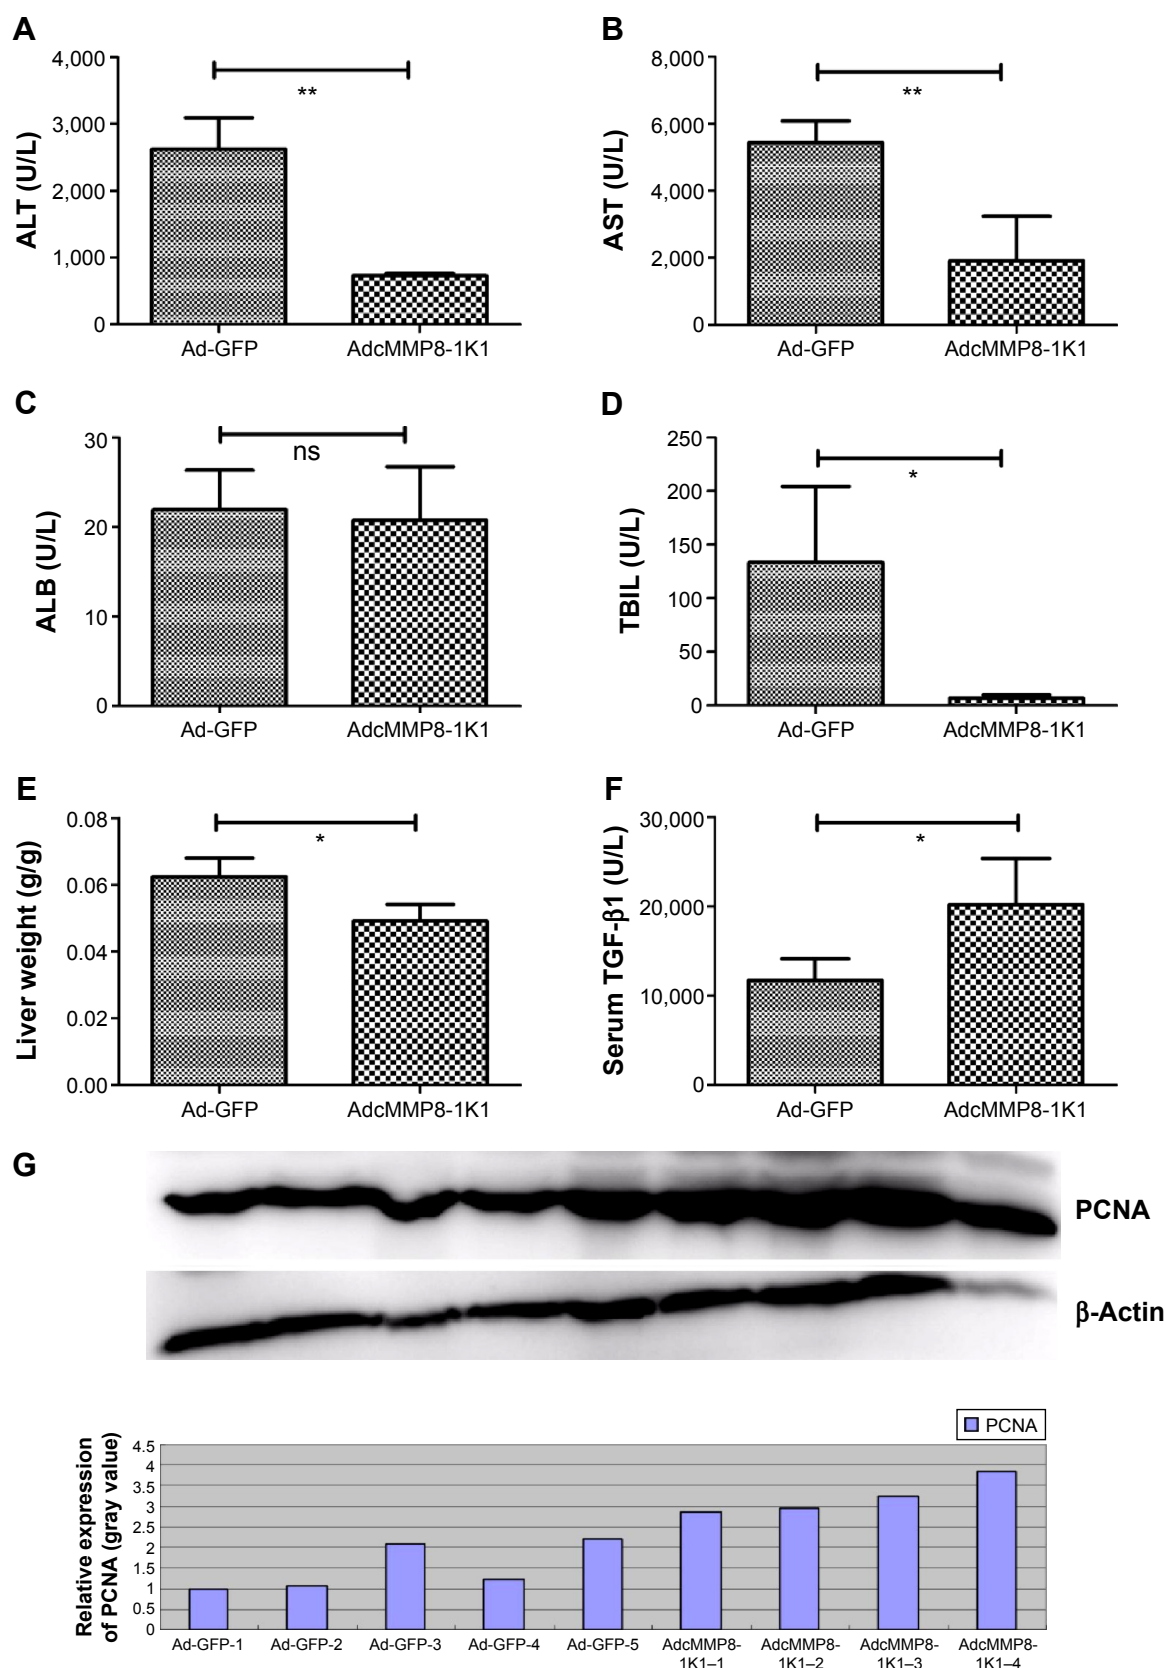 A
ALT (U/L)
4,000
3,000
2,000
1,000
0
**
Ad-GFP
AdcMMP8-1K1
B
AST (U/L)
8,000
6,000
4,000
2,000
0
**
Ad-GFP
AdcMMP8-1K1
C
ALB (U/L)
30
20
10
0
ns
Ad-GFP
AdcMMP8-1K1
D
TBIL (U/L)
250
200
150
100
50
0
*
Ad-GFP
AdcMMP8-1K1
E
Liver weight (g/g)
0.08
0.06
0.04
0.02
0.00
*
Ad-GFP
AdcMMP8-1K1
F
Serum TGF-β1 (U/L)
30,000
20,000
10,000
0
*
Ad-GFP
AdcMMP8-1K1
G
PCNA
β-Actin
PCNA
Relative expression
of PCNA (gray value)
4.5
4
3.5
3
2.5
2
1.5
1
0.5
0
Ad-GFP-1
Ad-GFP-2
Ad-GFP-3
Ad-GFP-4
Ad-GFP-5
AdcMMP8-
1K1–1
AdcMMP8-
1K1–2
AdcMMP8-
1K1–3
AdcMMP8-
1K1–4